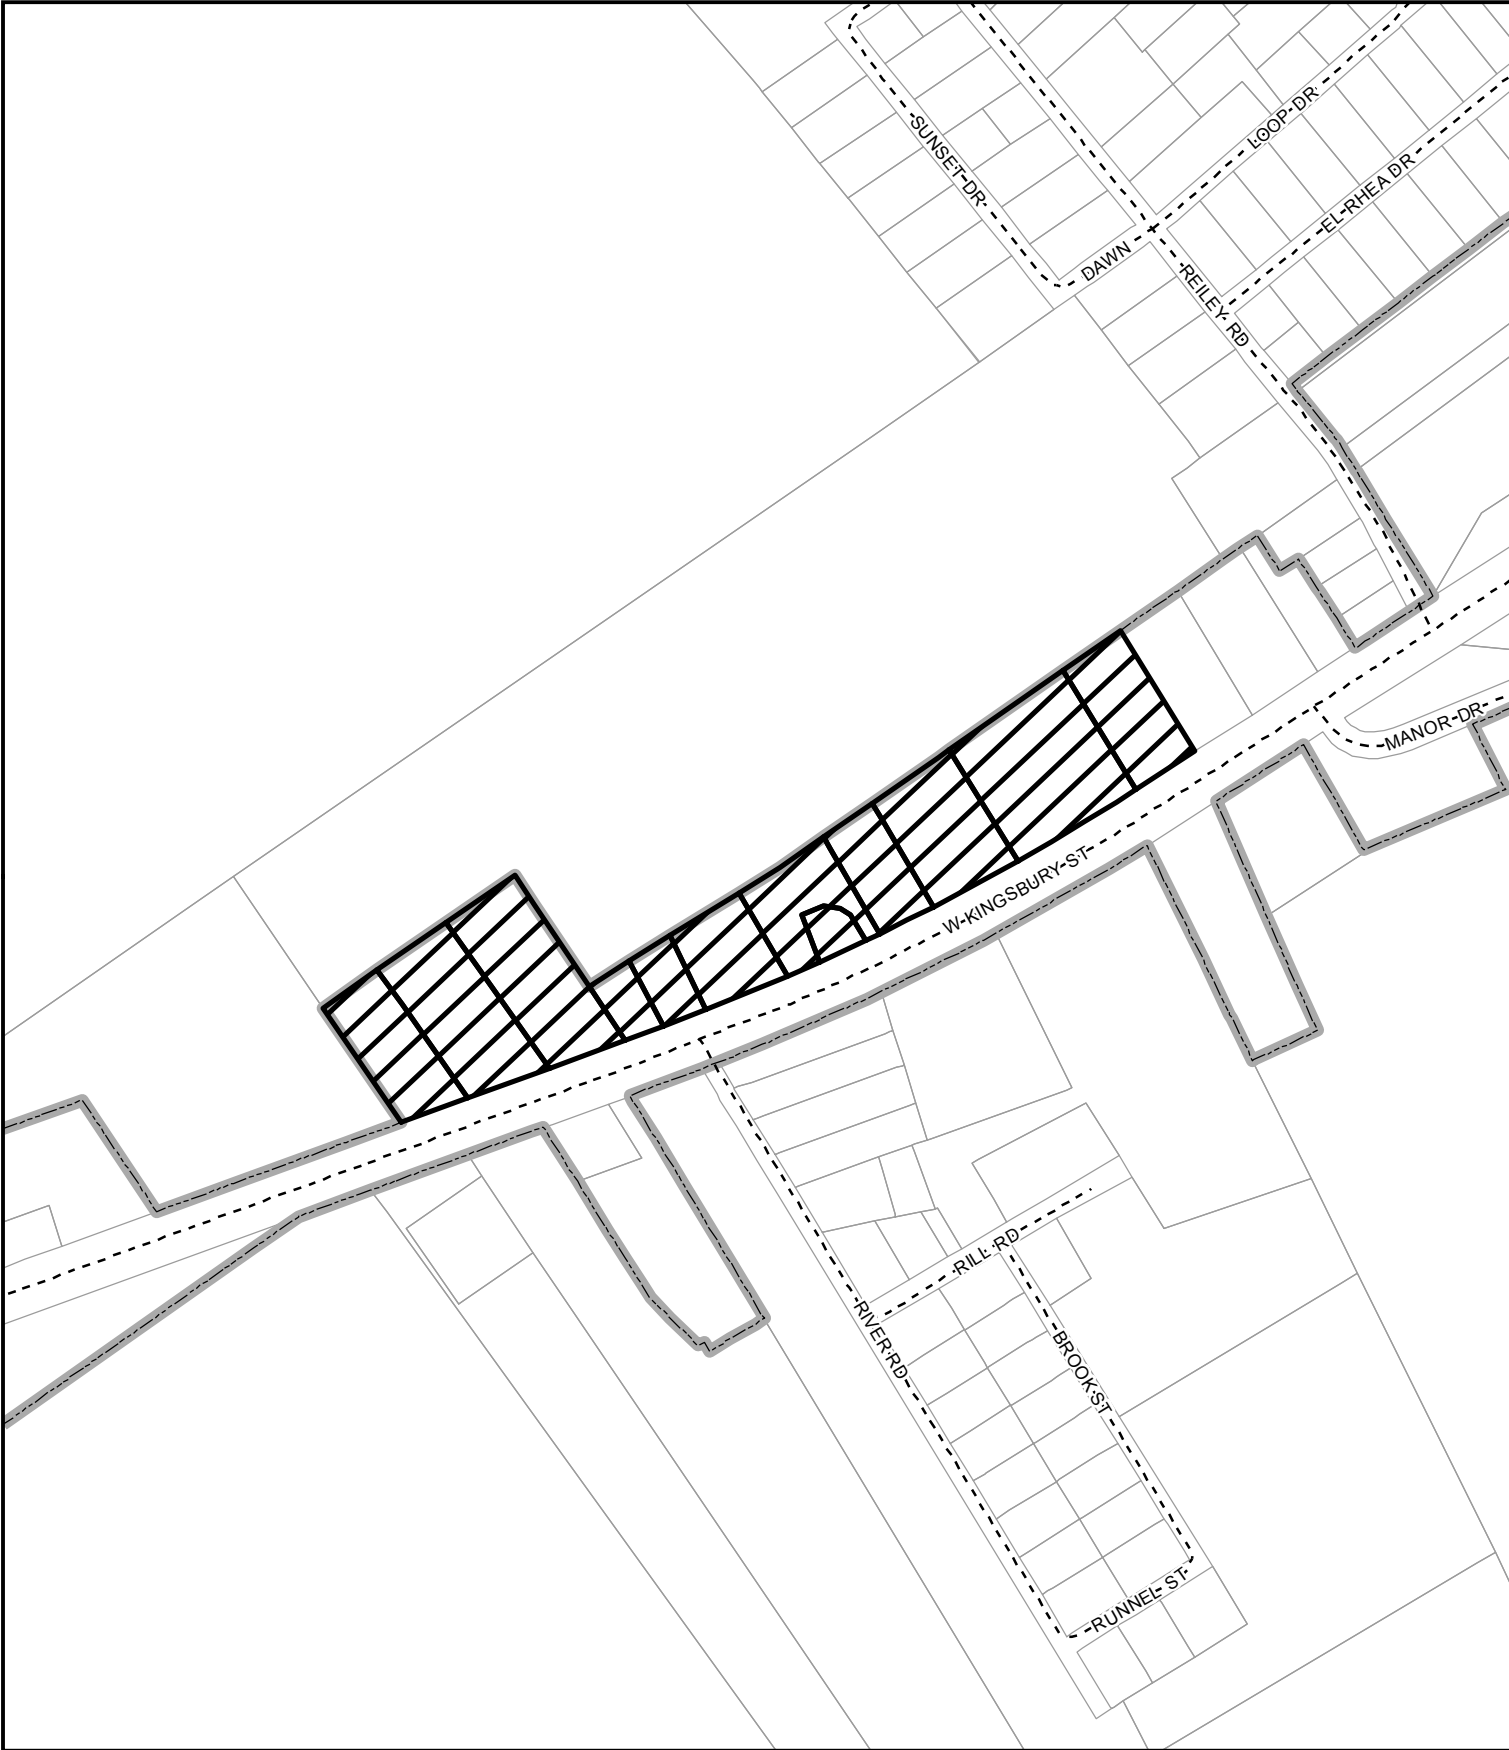 SUNSET DR
LOOP DR
EL RHEA DR
DAWN
REILEY RD
MANOR DR
W KINGSBURY ST
RILL RD
RIVER RD
BROOK ST
RUNNEL ST